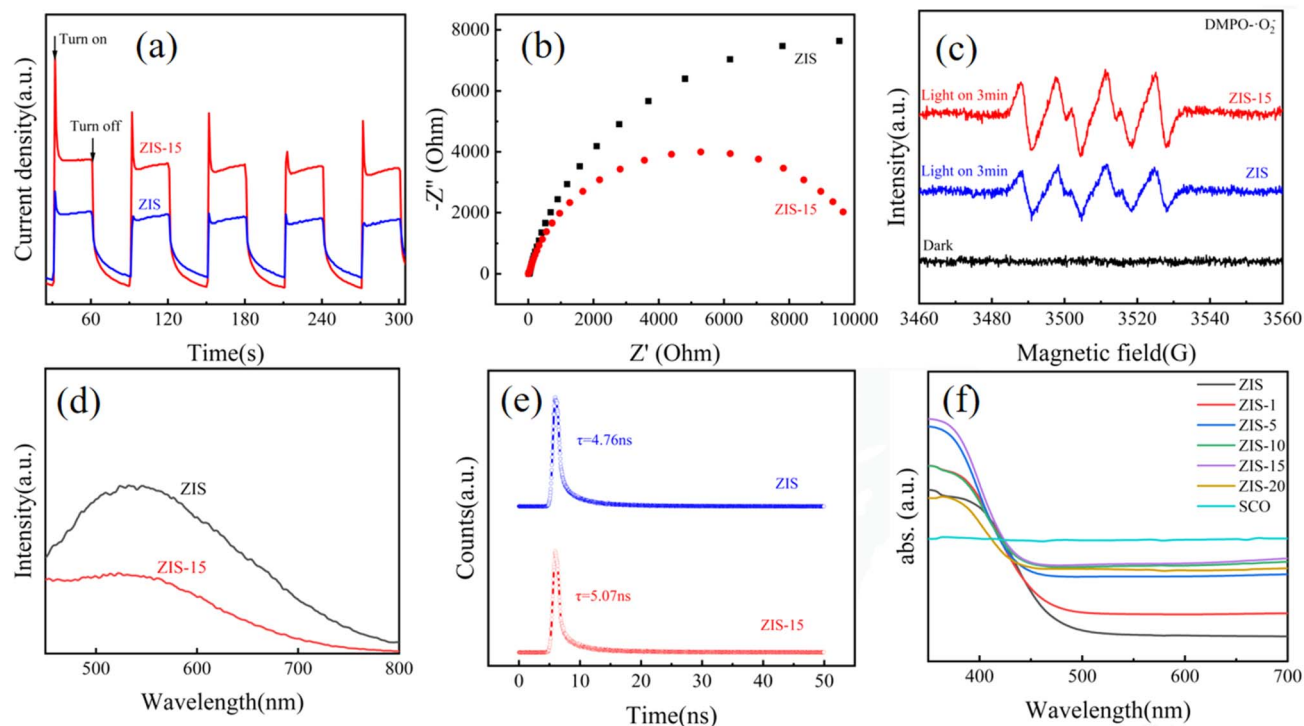 (a)
Turn on
Turn off
ZIS-15
ZIS
Current density(a.u.)
60 120 180 240 300
Time(s)
(b)
ZIS
ZIS-15
-Z'' (Ohm)
8000
6000
4000
2000
0
0 2000 4000 6000 8000 10000
Z' (Ohm)
(c)
DMPO-·O₂⁻
Light on 3min
ZIS-15
Light on 3min
ZIS
Dark
Intensity(a.u.)
3460 3480 3500 3520 3540 3560
Magnetic field(G)
(d)
ZIS
ZIS-15
Intensity(a.u.)
500 600 700 800
Wavelength(nm)
(e)
τ=4.76ns
ZIS
τ=5.07ns
ZIS-15
Counts(a.u.)
0 10 20 30 40 50
Time(ns)
(f)
ZIS
ZIS-1
ZIS-5
ZIS-10
ZIS-15
ZIS-20
SCO
abs. (a.u.)
400 500 600 700
Wavelength(nm)